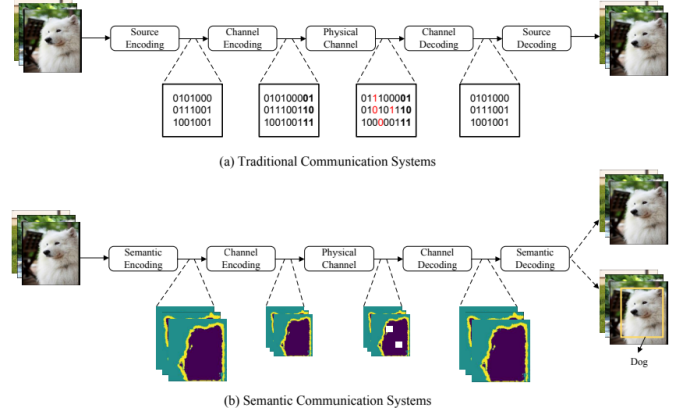 Source
Encoding
Channel
Encoding
Physical
Channel
Channel
Decoding
Source
Decoding
0101000
0111001
1001001
010100001
011100110
100100111
011100001
010101110
100000111
0101000
0111001
1001001
(a) Traditional Communication Systems
Semantic
Encoding
Channel
Encoding
Physical
Channel
Channel
Decoding
Semantic
Decoding
Dog
(b) Semantic Communication Systems